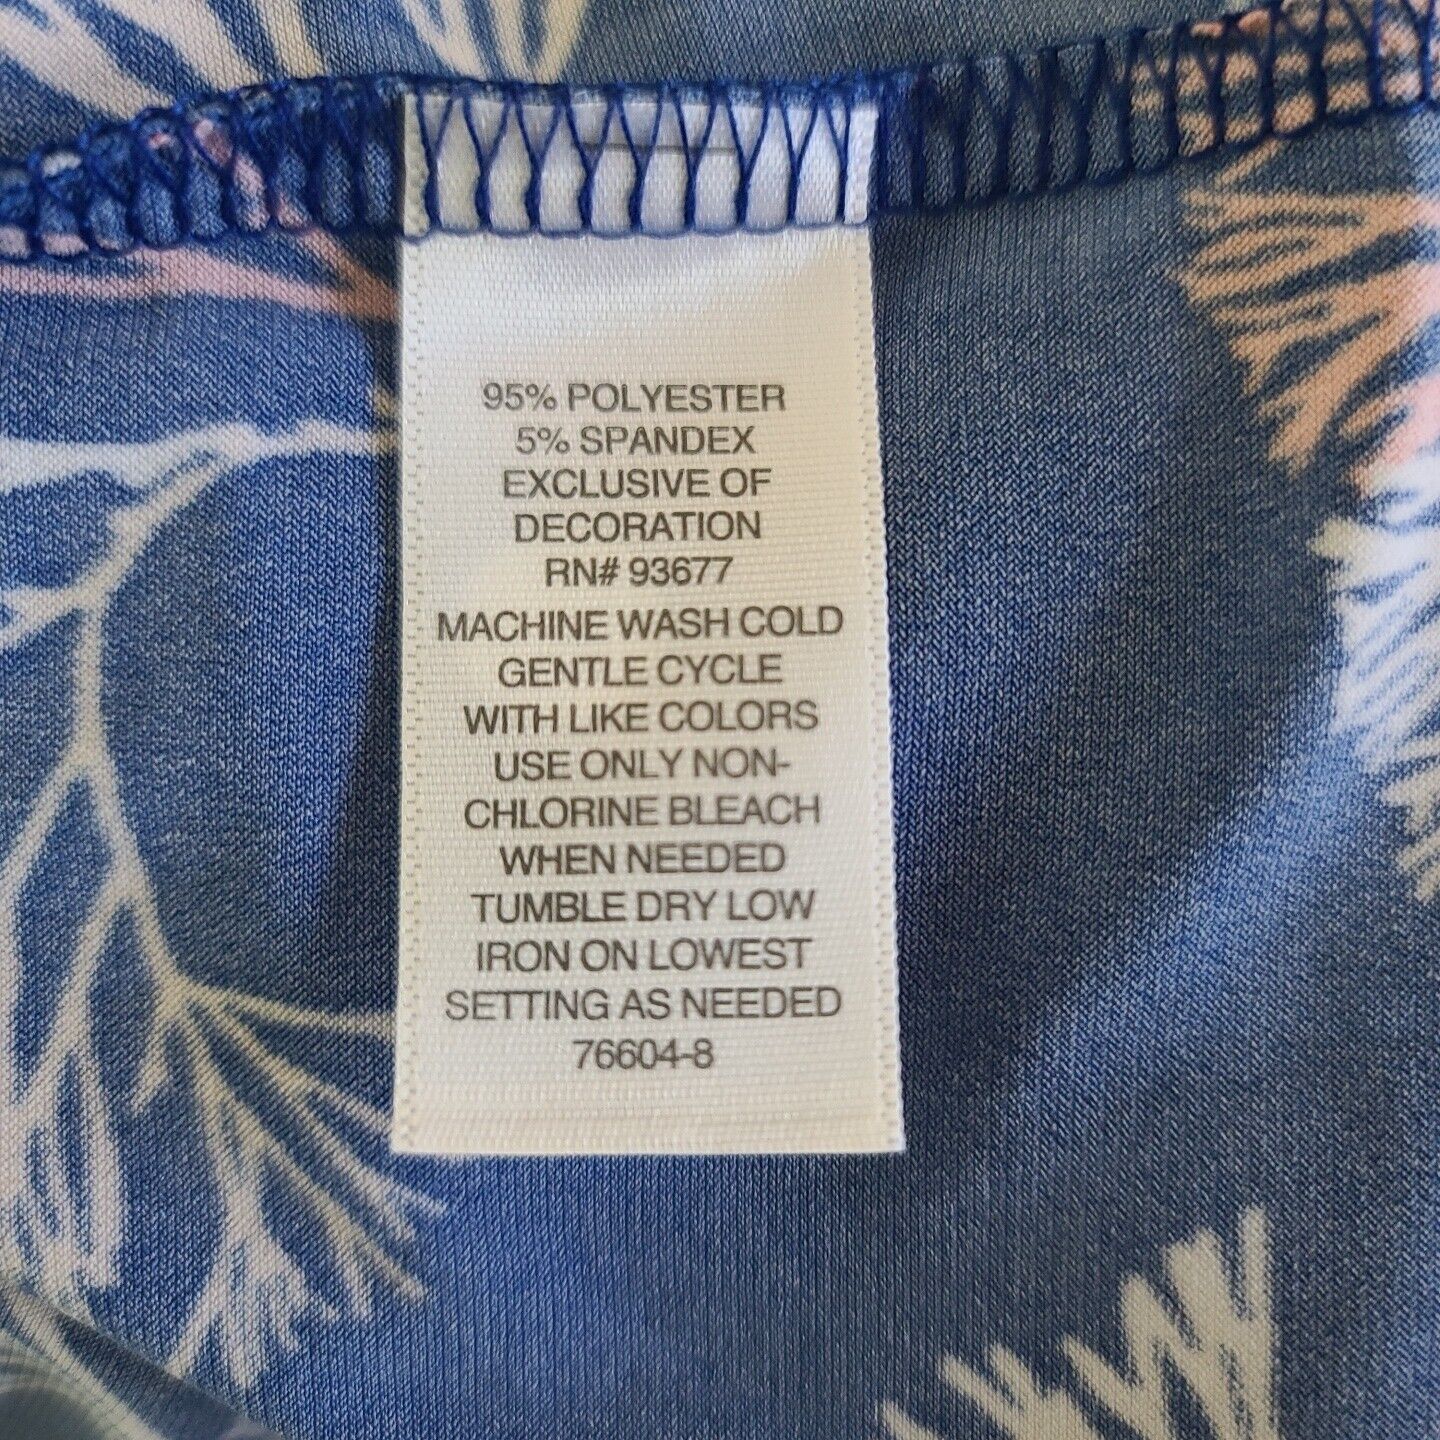 95% POLYESTER
5% SPANDEX
EXCLUSIVE OF
DECORATION
RN# 93677
MACHINE WASH COLD
GENTLE CYCLE
WITH LIKE COLORS
USE ONLY NON-
CHLORINE BLEACH
WHEN NEEDED
TUMBLE DRY LOW
IRON ON LOWEST
SETTING AS NEEDED
76604-8